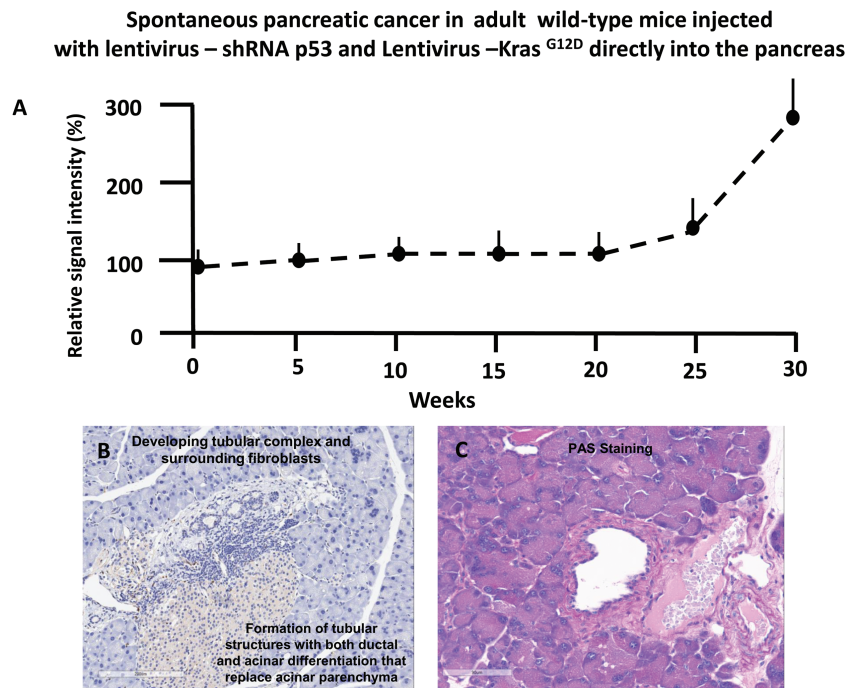 Spontaneous pancreatic cancer in adult wild-type mice injected
with lentivirus – shRNA p53 and Lentivirus –Kras G12D directly into the pancreas
A
Relative signal intensity (%)
300
200
100
0
0 5 10 15 20 25 30
Weeks
B
Developing tubular complex and
surrounding fibroblasts
Formation of tubular
structures with both ductal
and acinar differentiation that
replace acinar parenchyma
C
PAS Staining